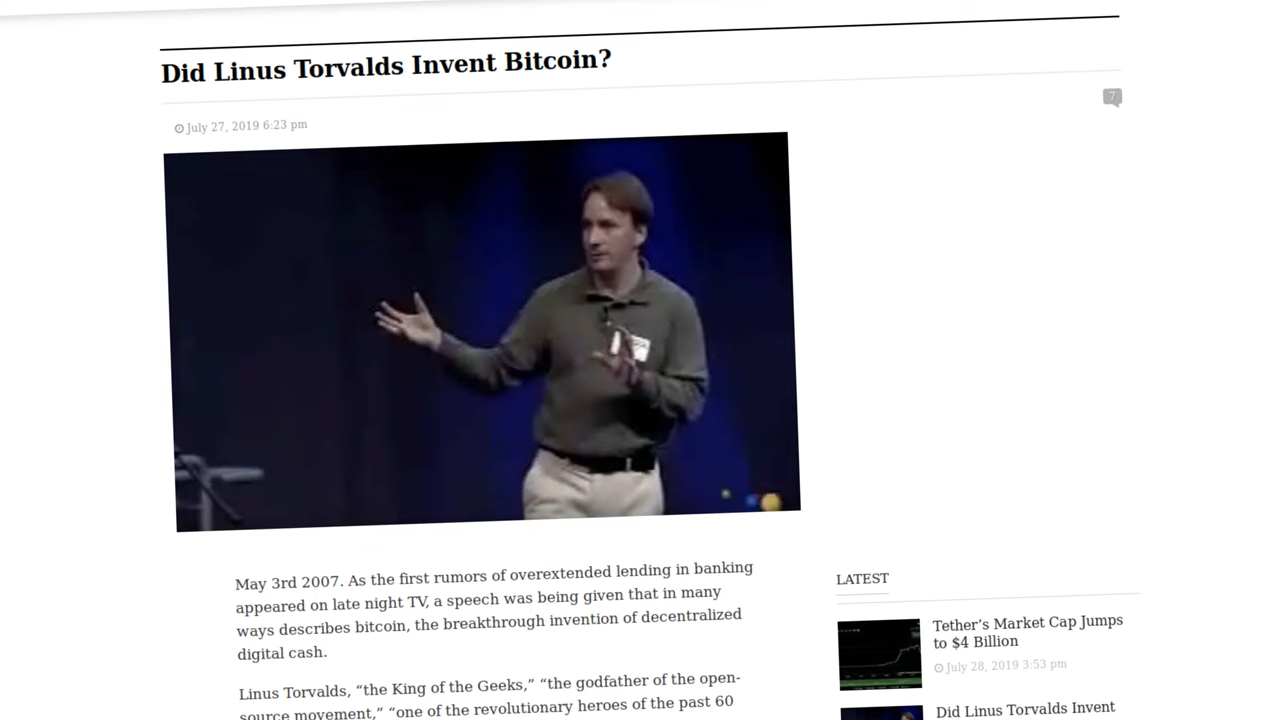 Did Linus Torvalds Invent Bitcoin?
7
July 27, 2019 6:23 pm
May 3rd 2007. As the first rumors of overextended lending in banking
appeared on late night TV, a speech was being given that in many
ways describes bitcoin, the breakthrough invention of decentralized
digital cash.
Linus Torvalds, “the King of the Geeks,” “the godfather of the open-
source movement,” “one of the revolutionary heroes of the past 60
LATEST
Tether’s Market Cap Jumps
to $4 Billion
July 28, 2019 3:53 pm
Did Linus Torvalds Invent